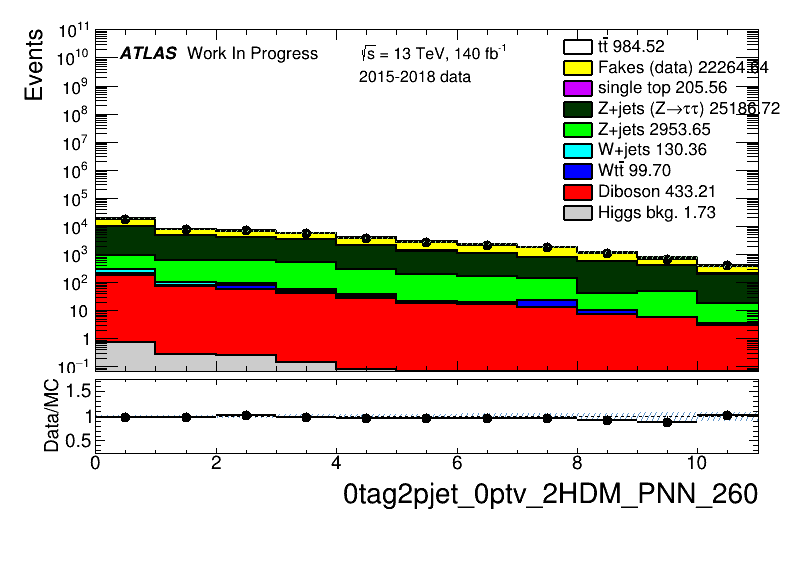 Events
10¹¹
10¹⁰
10⁹
10⁸
10⁷
10⁶
10⁵
10⁴
10³
10²
10
1
10⁻¹
ATLAS Work In Progress
√s = 13 TeV, 140 fb⁻¹
2015-2018 data
tt̄ 984.52
Fakes (data) 22264.64
single top 205.56
Z+jets (Z→ττ) 25186.72
Z+jets 2953.65
W+jets 130.36
Wtt̄ 99.70
Diboson 433.21
Higgs bkg. 1.73
Data/MC
1.5
1
0.5
0 2 4 6 8 10
0tag2pjet_0ptv_2HDM_PNN_260